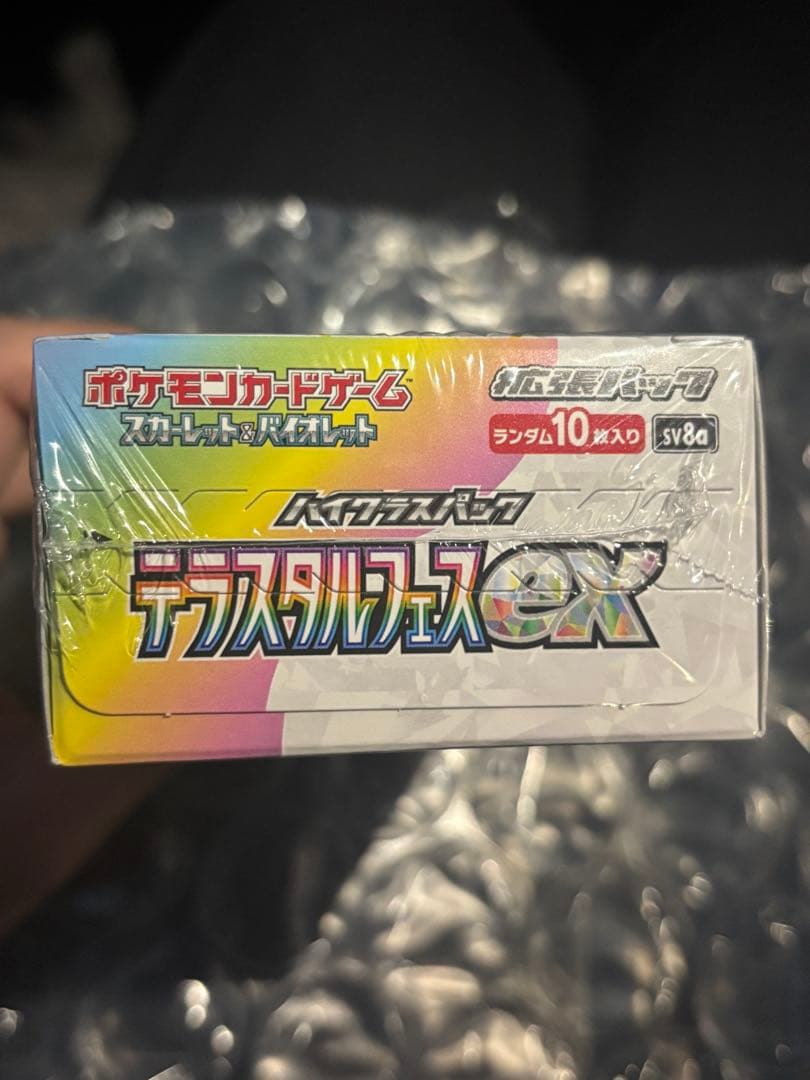 ポケモンカードゲーム™
拡張パック
スカーレット&バイオレット
ランダム10枚入り
SV8a
ハイクラスパック
テラスタルフェスex